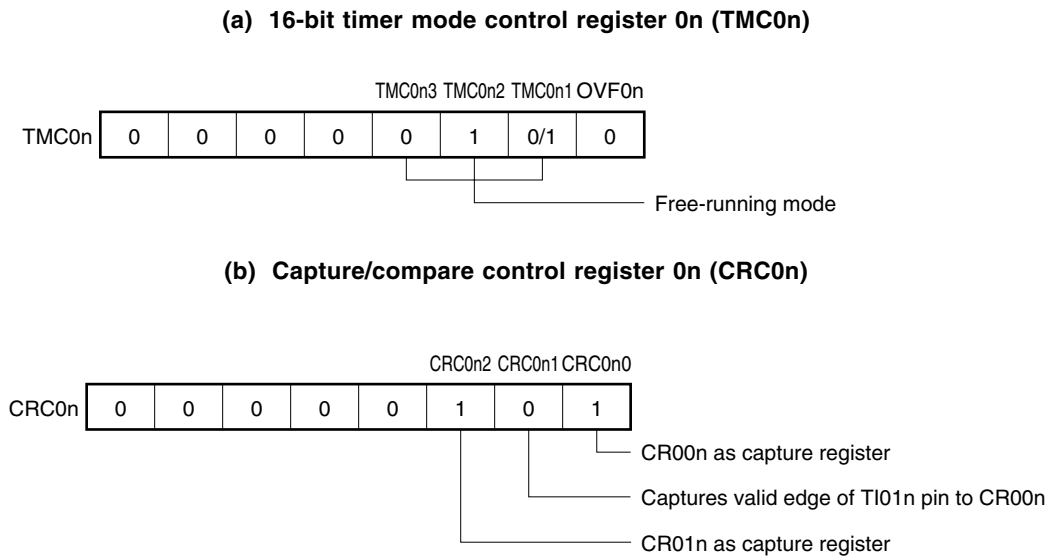 (a) 16-bit timer mode control register 0n (TMC0n)
TMC0n3 TMC0n2 TMC0n1 OVF0n
TMC0n 0 0 0 0 0 1 0/1 0
Free-running mode
(b) Capture/compare control register 0n (CRC0n)
CRC0n2 CRC0n1 CRC0n0
CRC0n 0 0 0 0 0 1 0 1
CR00n as capture register
Captures valid edge of TI01n pin to CR00n
CR01n as capture register